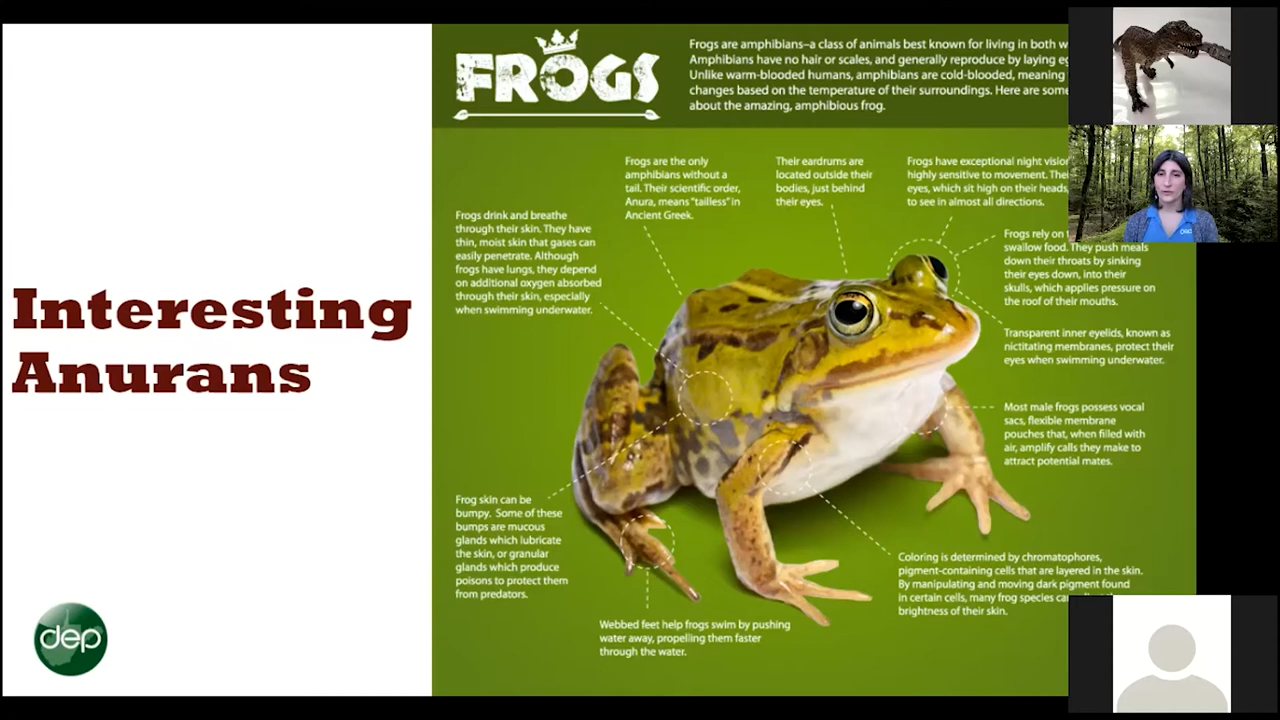 Interesting
Anurans
dep
FROGS
Frogs are amphibians–a class of animals best known for living in both
Amphibians have no hair or scales, and generally reproduce by laying
Unlike warm-blooded humans, amphibians are cold-blooded, meaning
changes based on the temperature of their surroundings. Here are some
about the amazing, amphibious frog.
Frogs are the only
amphibians without a
tail. Their scientific order,
Anura, means "tailless" in
Ancient Greek.
Their eardrums are
located outside their
bodies, just behind
their eyes.
Frogs have exceptional night
highly sensitive to movement.
eyes, which sit high on their heads,
to see in almost all directions.
Frogs drink and breathe
through their skin. They have
thin, moist skin that gases can
easily penetrate. Although
frogs have lungs, they depend
on additional oxygen absorbed
through their skin, especially
when swimming underwater.
Frogs rely on
swallow food. They push meals
down their throats by sinking
their eyes down, into their
skulls, which applies pressure on
the roof of their mouths.
Transparent inner eyelids, known as
nictitating membranes, protect their
eyes when swimming underwater.
Most male frogs possess vocal
sacs, flexible membrane
pouches that, when filled with
air, amplify calls they make to
attract potential mates.
Frog skin can be
bumpy. Some of these
bumps are mucous
glands which lubricate
the skin, or granular
glands which produce
poisons to protect them
from predators.
Coloring is determined by chromatophores,
pigment-containing cells that are layered in the skin.
By manipulating and moving dark pigment found
in certain cells, many frog species
brightness of their skin.
Webbed feet help frogs swim by pushing
water away, propelling them faster
through the water.